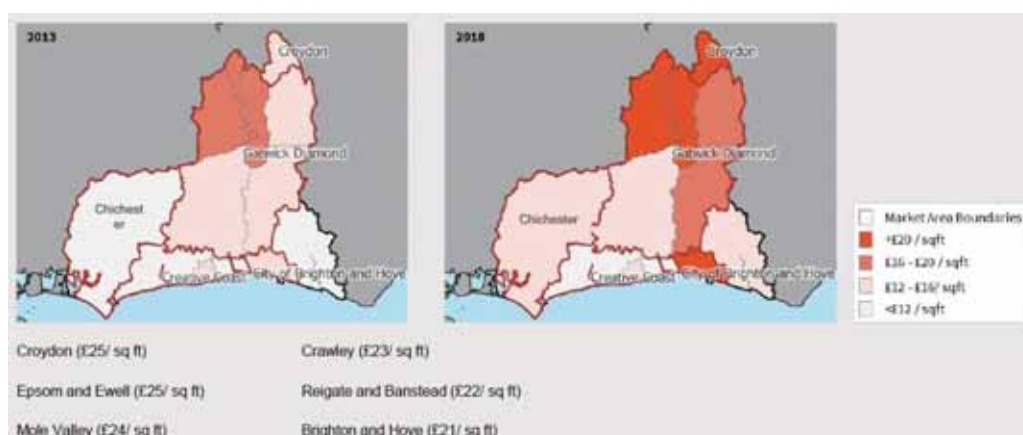 2013
Croydon
Gatwick Diamond
Chichest
er
Creative Coast
City of Brighton and Hove
2018
Croydon
Gatwick Diamond
Chichester
Creative Coast
of Brighton and Hove
Market Area Boundaries
+£20 / sqft
£16 - £20 / sqft
£12 - £16/ sqft
<£12 / sqft
Croydon (£25/ sq ft)
Crawley (£23/ sq ft)
Epsom and Ewell (£25/ sq ft)
Reigate and Banstead (£22/ sq ft)
Mole Valley (£24/ sq ft)
Brighton and Hove (£21/ sq ft)